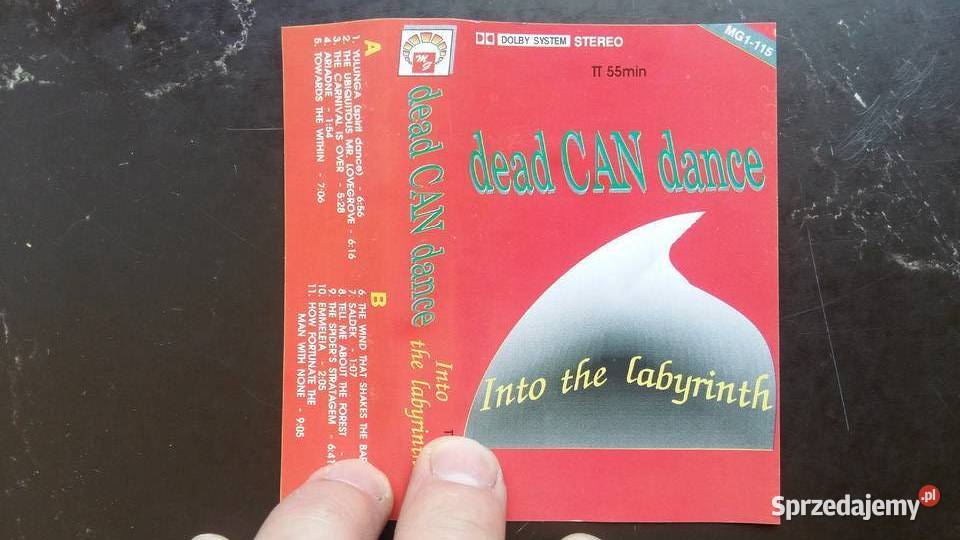 DOLBY SYSTEM STEREO
MG1-115
TT 55min
dead CAN dance
Into the labyrinth
MG
dead CAN dance
Into
the labyrinth
A
1. YULUNGA (spirit dance) - 6:56
2. THE UBIQUITOUS MR. LOVEGROVE - 6:16
3. THE CARNIVAL IS OVER - 5:28
4. ARIADNE - 1:54
5. TOWARDS THE WITHIN - 7:06
B
6. THE WIND THAT SHAKES THE
7. SALDEK - 1:07
8. TELL ME ABOUT THE FOREST -
9. THE SPIDER'S STRATAGEM -
10. EMMELEIA - 2:05
11. HOW FORTUNATE THE
MAN WITH NONE - 9:05
Sprzedajemy.pl